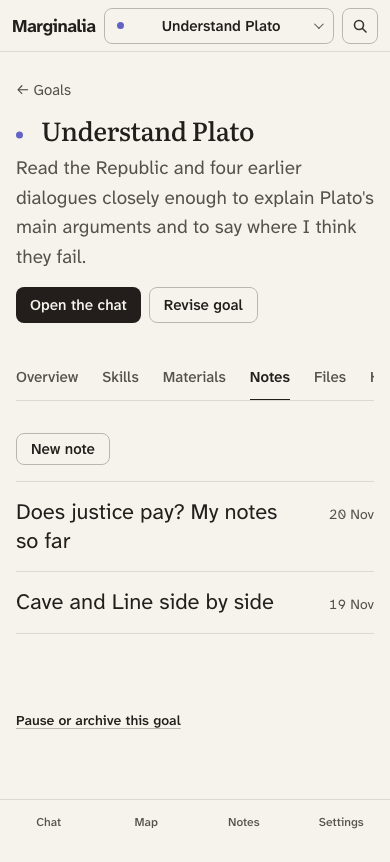 Marginalia
Understand Plato
← Goals
Understand Plato
Read the Republic and four earlier
dialogues closely enough to explain Plato's
main arguments and to say where I think
they fail.
Open the chat
Revise goal
Overview Skills Materials Notes Files
New note
Does justice pay? My notes
so far
20 Nov
Cave and Line side by side
19 Nov
Pause or archive this goal
Chat Map Notes Settings